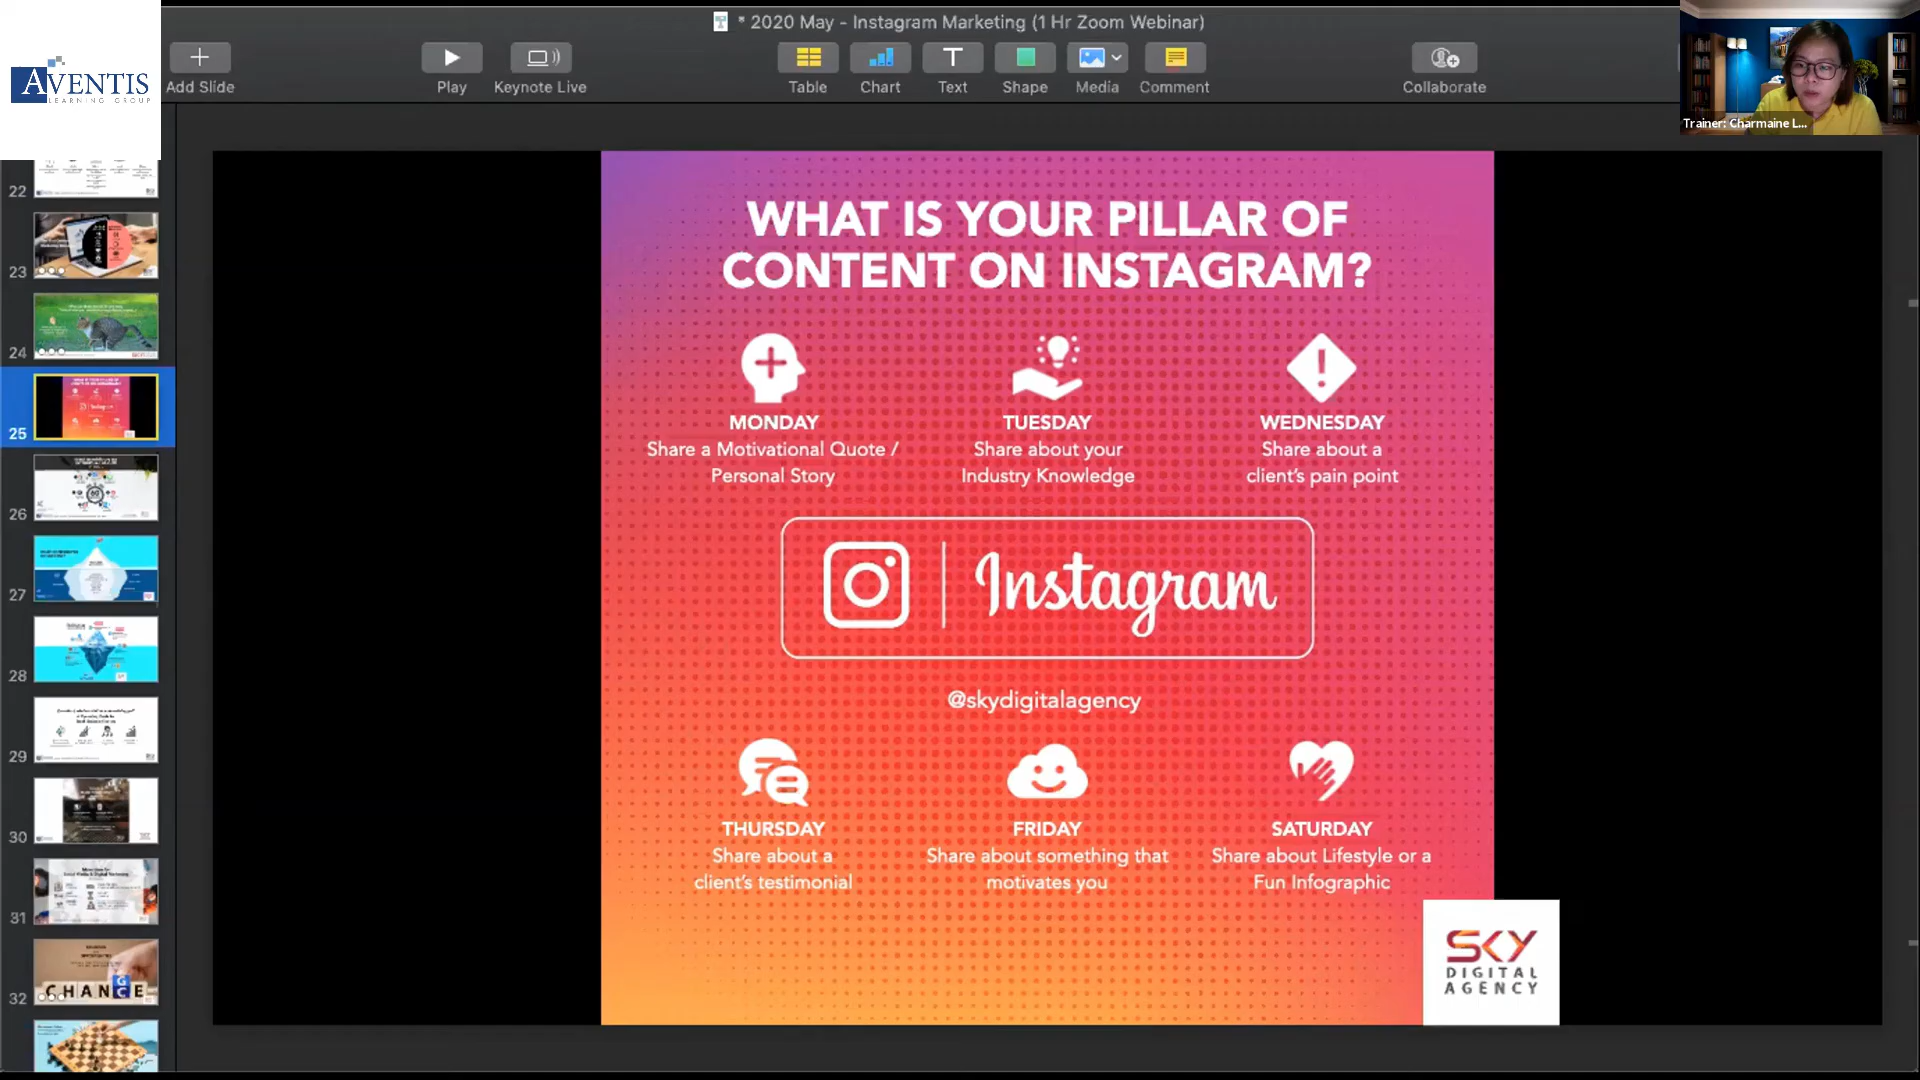 * 2020 May - Instagram Marketing (1 Hr Zoom Webinar)
AVENTIS
LEARNING GROUP
Add Slide
Play
Keynote Live
Table
Chart
Text
Shape
Media
Comment
Collaborate
Trainer: Charmaine L...
22
23
24
25
26
27
28
29
30
31
32
CHANGE
C
WHAT IS YOUR PILLAR OF
CONTENT ON INSTAGRAM?
MONDAY
Share a Motivational Quote /
Personal Story
TUESDAY
Share about your
Industry Knowledge
WEDNESDAY
Share about a
client's pain point
Instagram
@skydigitalagency
THURSDAY
Share about a
client's testimonial
FRIDAY
Share about something that
motivates you
SATURDAY
Share about Lifestyle or a
Fun Infographic
SKY
DIGITAL
AGENCY